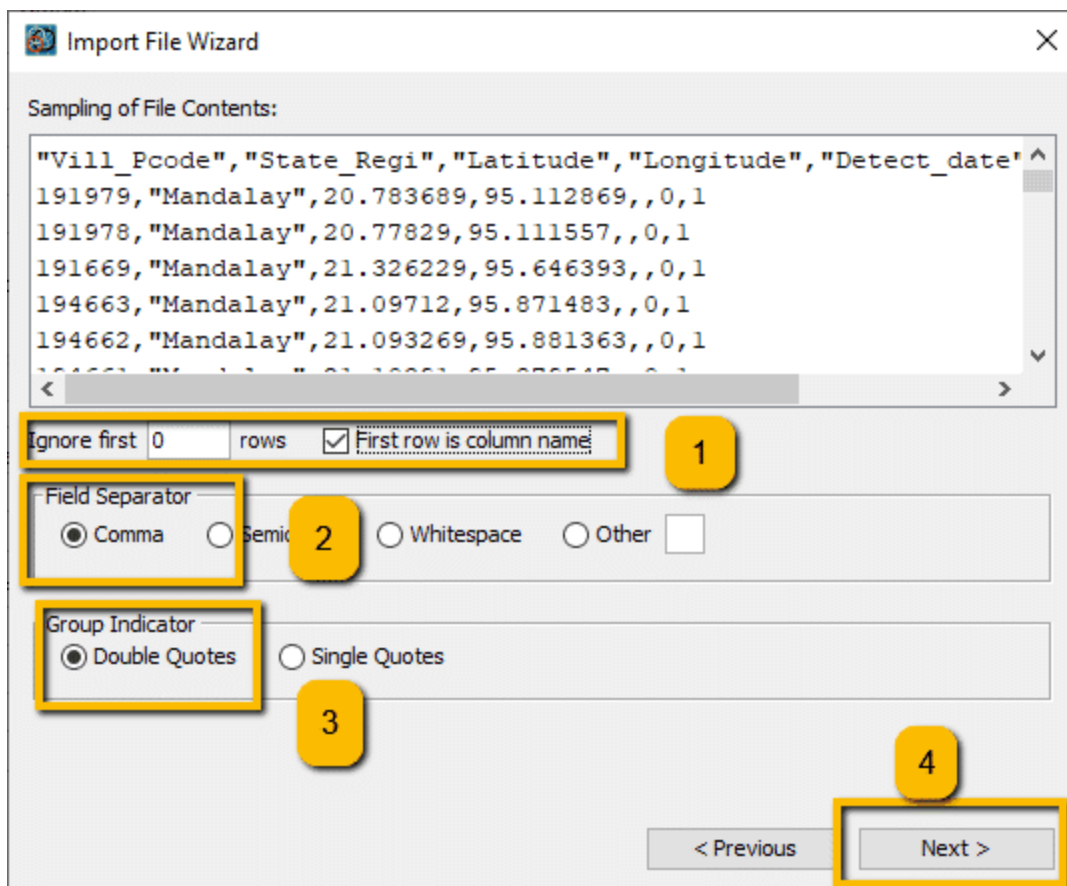 Import File Wizard
Sampling of File Contents:
"Vill_Pcode","State_Regi","Latitude","Longitude","Detect_date"
191979,"Mandalay",20.783689,95.112869,,0,1
191978,"Mandalay",20.77829,95.111557,,0,1
191669,"Mandalay",21.326229,95.646393,,0,1
194663,"Mandalay",21.09712,95.871483,,0,1
194662,"Mandalay",21.093269,95.881363,,0,1
Ignore first 0 rows First row is column name 1
Field Separator
Comma 2 Whitespace Other
Group Indicator
Double Quotes Single Quotes
3
4
< Previous Next >